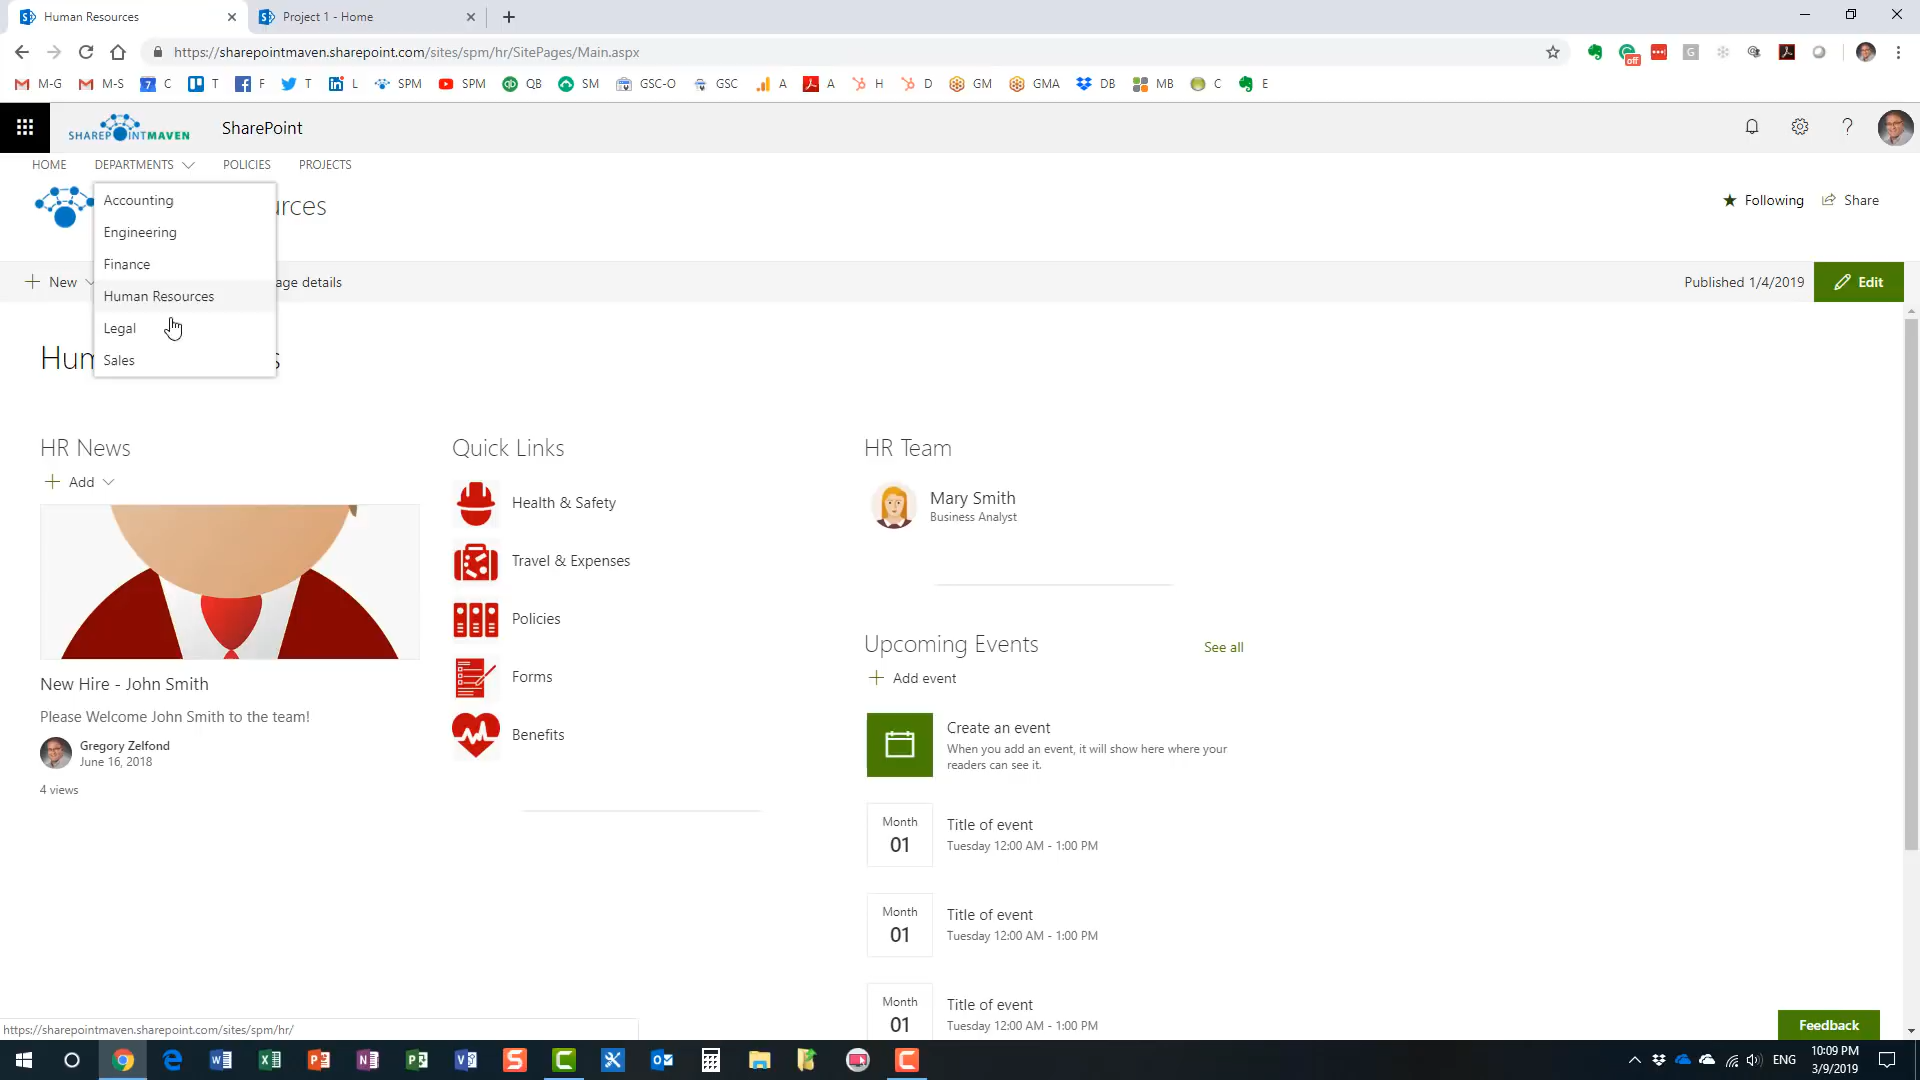 Human Resources
Project 1 - Home
https://sharepointmaven.sharepoint.com/sites/spm/hr/SitePages/Main.aspx
off
M-G
M-S
7 C
T
F
T
L
SPM
SPM
QB
SM
GSC-O
GSC
A
A
H
D
GM
GMA
DB
MB
C
E
SHAREPOINTMAVEN
SharePoint
HOME
DEPARTMENTS
POLICIES
PROJECTS
Accounting
Engineering
Finance
Human Resources
Legal
Sales
urces
Following
Share
New
age details
Published 1/4/2019
Edit
Hum
s
HR News
Add
New Hire - John Smith
Please Welcome John Smith to the team!
Gregory Zelfond
June 16, 2018
4 views
Quick Links
Health & Safety
Travel & Expenses
Policies
Forms
Benefits
HR Team
Mary Smith
Business Analyst
Upcoming Events
See all
Add event
Create an event
When you add an event, it will show here where your
readers can see it.
Month
01
Title of event
Tuesday 12:00 AM - 1:00 PM
Month
01
Title of event
Tuesday 12:00 AM - 1:00 PM
Month
01
Title of event
Tuesday 12:00 AM - 1:00 PM
Feedback
https://sharepointmaven.sharepoint.com/sites/spm/hr/
ENG
10:09 PM
3/9/2019